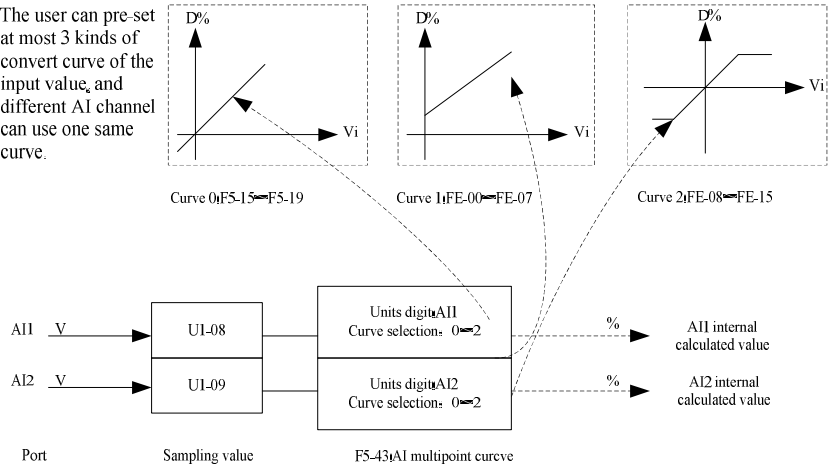 The user can pre-set
at most 3 kinds of
convert curve of the
input value, and
different AI channel
can use one same
curve.
D%
Vi
D%
Vi
D%
Vi
Curve 0:F5-15~F5-19
Curve 1:FE-00~FE-07
Curve 2:FE-08~FE-15
AI1
V
U1-08
Units digit:AI1
Curve selection: 0~2
%
AI1 internal
calculated value
AI2
V
U1-09
Units digit:AI2
Curve selection: 0~2
%
AI2 internal
calculated value
Port
Sampling value
F5-43:AI multipoint curcve